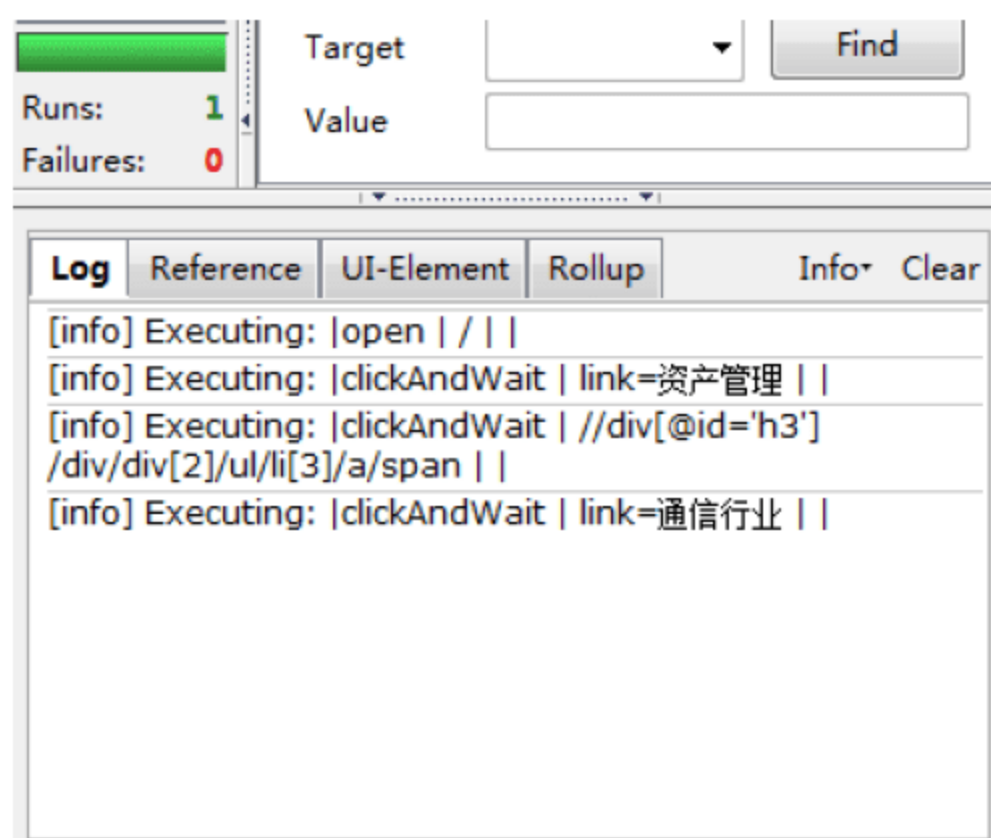 Target
Find
Runs: 1
Value
Failures: 0
Log Reference UI-Element Rollup Info Clear
[info] Executing: |open | / | |
[info] Executing: |clickAndWait | link=资产管理 | |
[info] Executing: |clickAndWait | //div[@id='h3']
/div/div[2]/ul/li[3]/a/span | |
[info] Executing: |clickAndWait | link=通信行业 | |